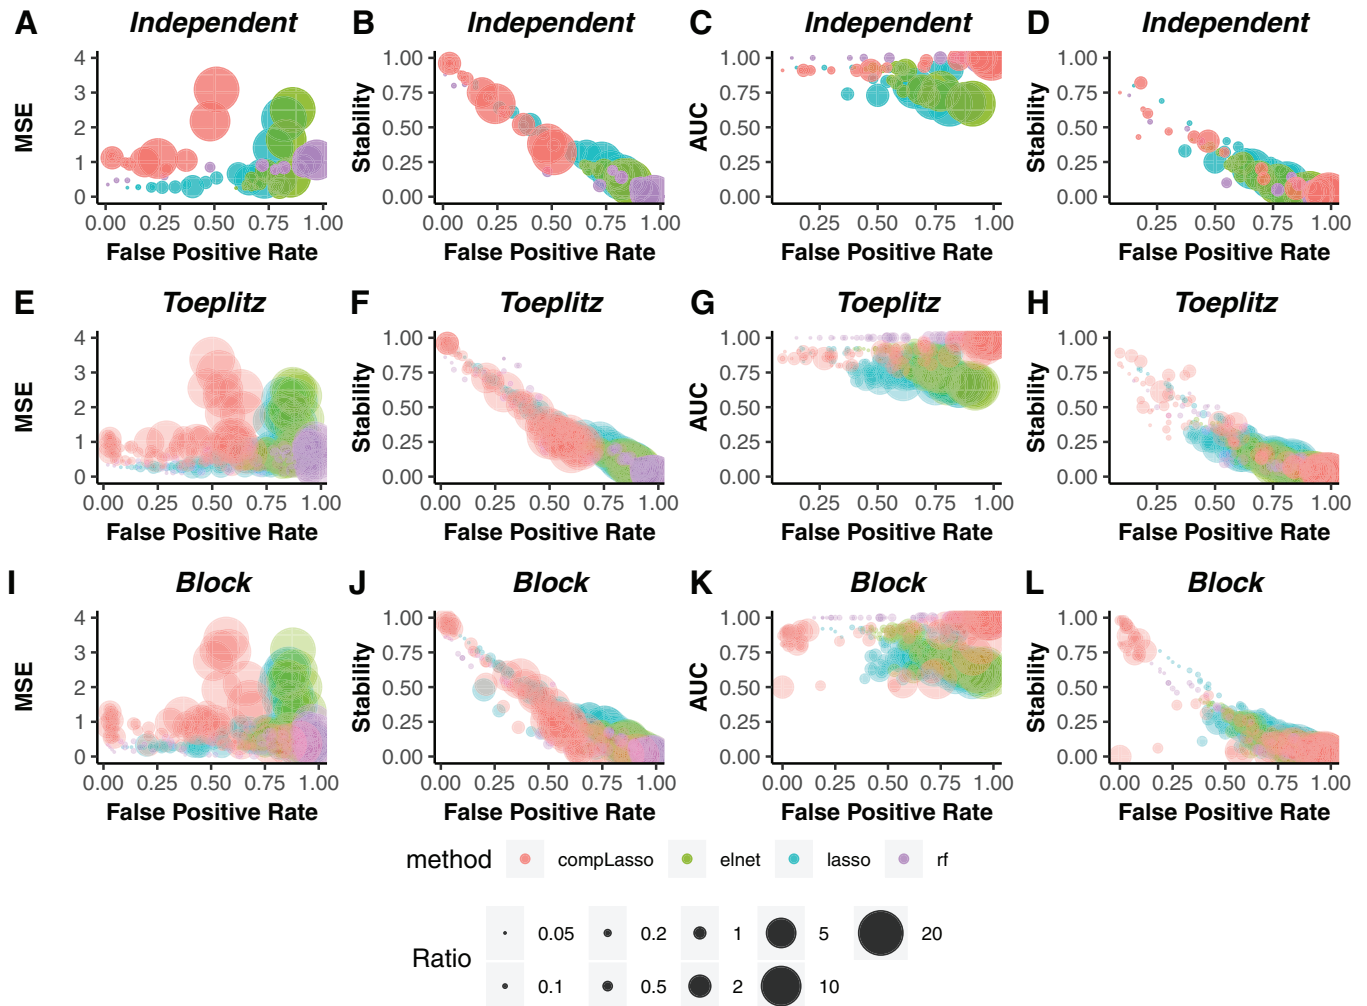 A Independent B Independent C Independent D Independent
MSE 4 3 2 1 0 Stability 1.00 0.75 0.50 0.25 0.00 AUC 1.00 0.75 0.50 0.25 0.00 Stability 1.00 0.75 0.50 0.25 0.00
0.00 0.25 0.50 0.75 1.00 0.00 0.25 0.50 0.75 1.00 0.25 0.50 0.75 1.00 0.25 0.50 0.75 1.00
False Positive Rate False Positive Rate False Positive Rate False Positive Rate
E Toeplitz F Toeplitz G Toeplitz H Toeplitz
MSE 4 3 2 1 0 Stability 1.00 0.75 0.50 0.25 0.00 AUC 1.00 0.75 0.50 0.25 0.00 Stability 1.00 0.75 0.50 0.25 0.00
0.00 0.25 0.50 0.75 1.00 0.00 0.25 0.50 0.75 1.00 0.25 0.50 0.75 1.00 0.25 0.50 0.75 1.00
False Positive Rate False Positive Rate False Positive Rate False Positive Rate
I Block J Block K Block L Block
MSE 4 3 2 1 0 Stability 1.00 0.75 0.50 0.25 0.00 AUC 1.00 0.75 0.50 0.25 0.00 Stability 1.00 0.75 0.50 0.25 0.00
0.00 0.25 0.50 0.75 1.00 0.00 0.25 0.50 0.75 1.00 0.00 0.25 0.50 0.75 1.00 0.00 0.25 0.50 0.75 1.00
False Positive Rate False Positive Rate False Positive Rate False Positive Rate
method compLasso elnet lasso rf
Ratio
0.05 0.2 1 5 20
0.1 0.5 2 10